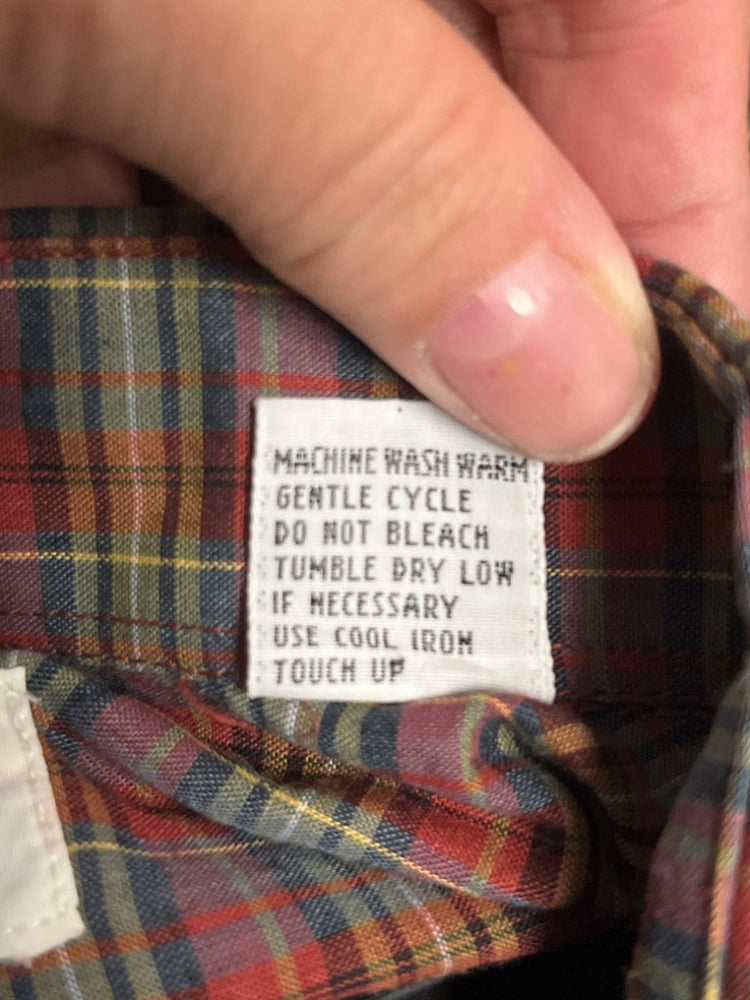 MACHINE WASH WARM
GENTLE CYCLE
DO NOT BLEACH
TUMBLE DRY LOW
IF NECESSARY
USE COOL IRON
TOUCH UP